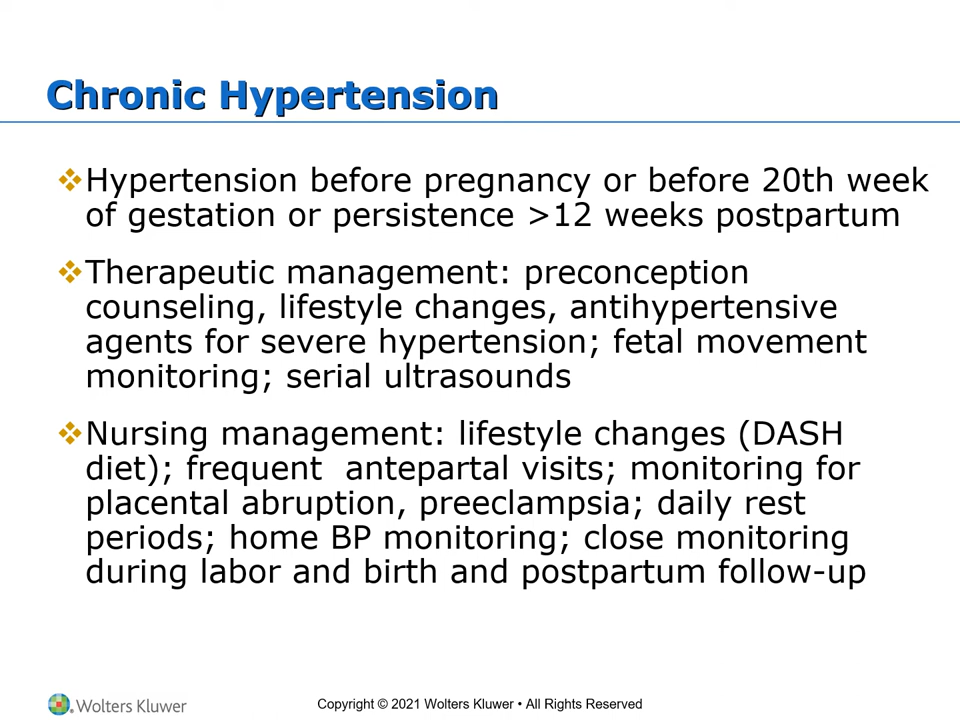 Chronic Hypertension
❖Hypertension before pregnancy or before 20th week
of gestation or persistence >12 weeks postpartum
❖Therapeutic management: preconception
counseling, lifestyle changes, antihypertensive
agents for severe hypertension; fetal movement
monitoring; serial ultrasounds
❖Nursing management: lifestyle changes (DASH
diet); frequent  antepartal visits; monitoring for
placental abruption, preeclampsia; daily rest
periods; home BP monitoring; close monitoring
during labor and birth and postpartum follow-up
Wolters Kluwer
Copyright © 2021 Wolters Kluwer • All Rights Reserved